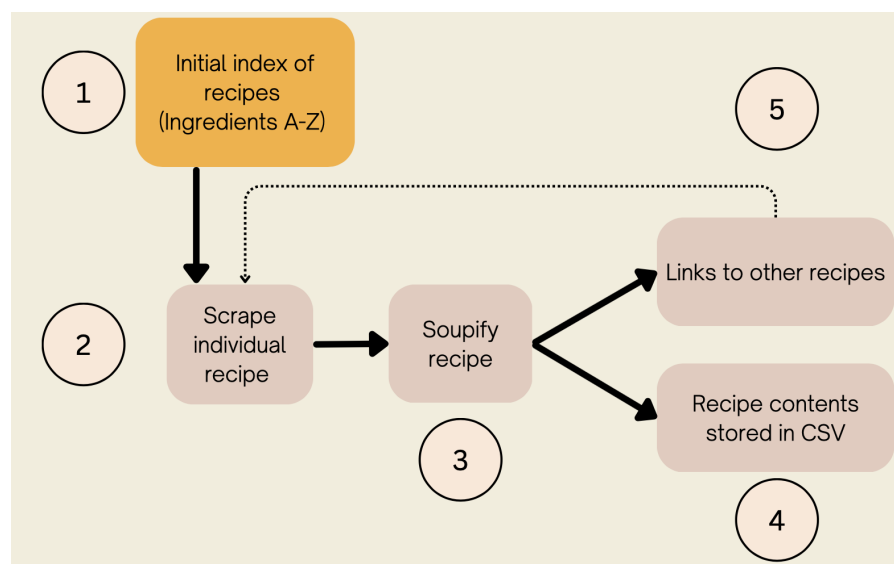 1
Initial index of
recipes
(Ingredients A-Z)
5
Links to other recipes
2
Scrape
individual
recipe
Soupify
recipe
3
Recipe contents
stored in CSV
4